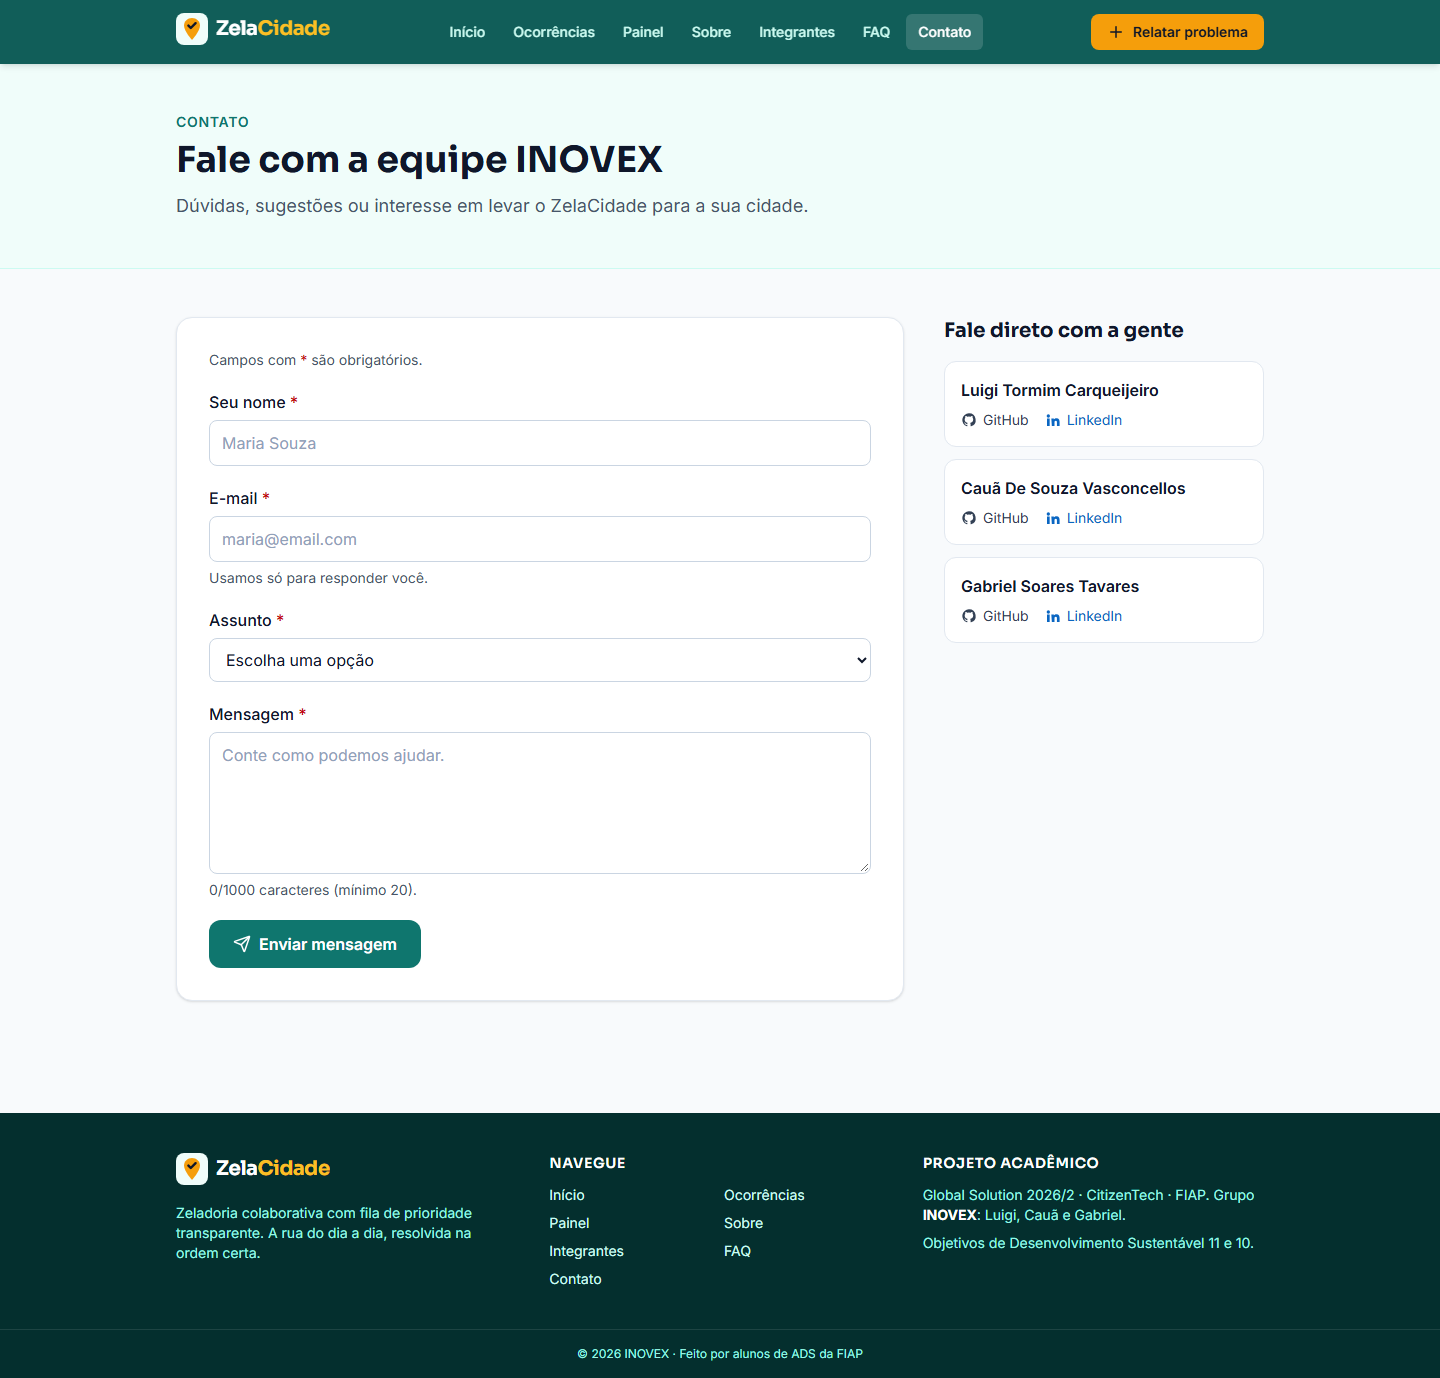 ZelaCidade
Início
Ocorrências
Painel
Sobre
Integrantes
FAQ
Contato
Relatar problema
CONTATO
Fale com a equipe INOVEX
Dúvidas, sugestões ou interesse em levar o ZelaCidade para a sua cidade.
Campos com * são obrigatórios.
Seu nome *
Maria Souza
E-mail *
maria@email.com
Usamos só para responder você.
Assunto *
Escolha uma opção
Mensagem *
Conte como podemos ajudar.
0/1000 caracteres (mínimo 20).
Enviar mensagem
Fale direto com a gente
Luigi Tormim Carqueijeiro
GitHub LinkedIn
Cauã De Souza Vasconcellos
GitHub LinkedIn
Gabriel Soares Tavares
GitHub LinkedIn
ZelaCidade
Zeladoria colaborativa com fila de prioridade
transparente. A rua do dia a dia, resolvida na
ordem certa.
NAVEGUE
Início
Ocorrências
Painel
Sobre
Integrantes
FAQ
Contato
PROJETO ACADÊMICO
Global Solution 2026/2 · CitizenTech · FIAP. Grupo
INOVEX: Luigi, Cauã e Gabriel.
Objetivos de Desenvolvimento Sustentável 11 e 10.
© 2026 INOVEX · Feito por alunos de ADS da FIAP